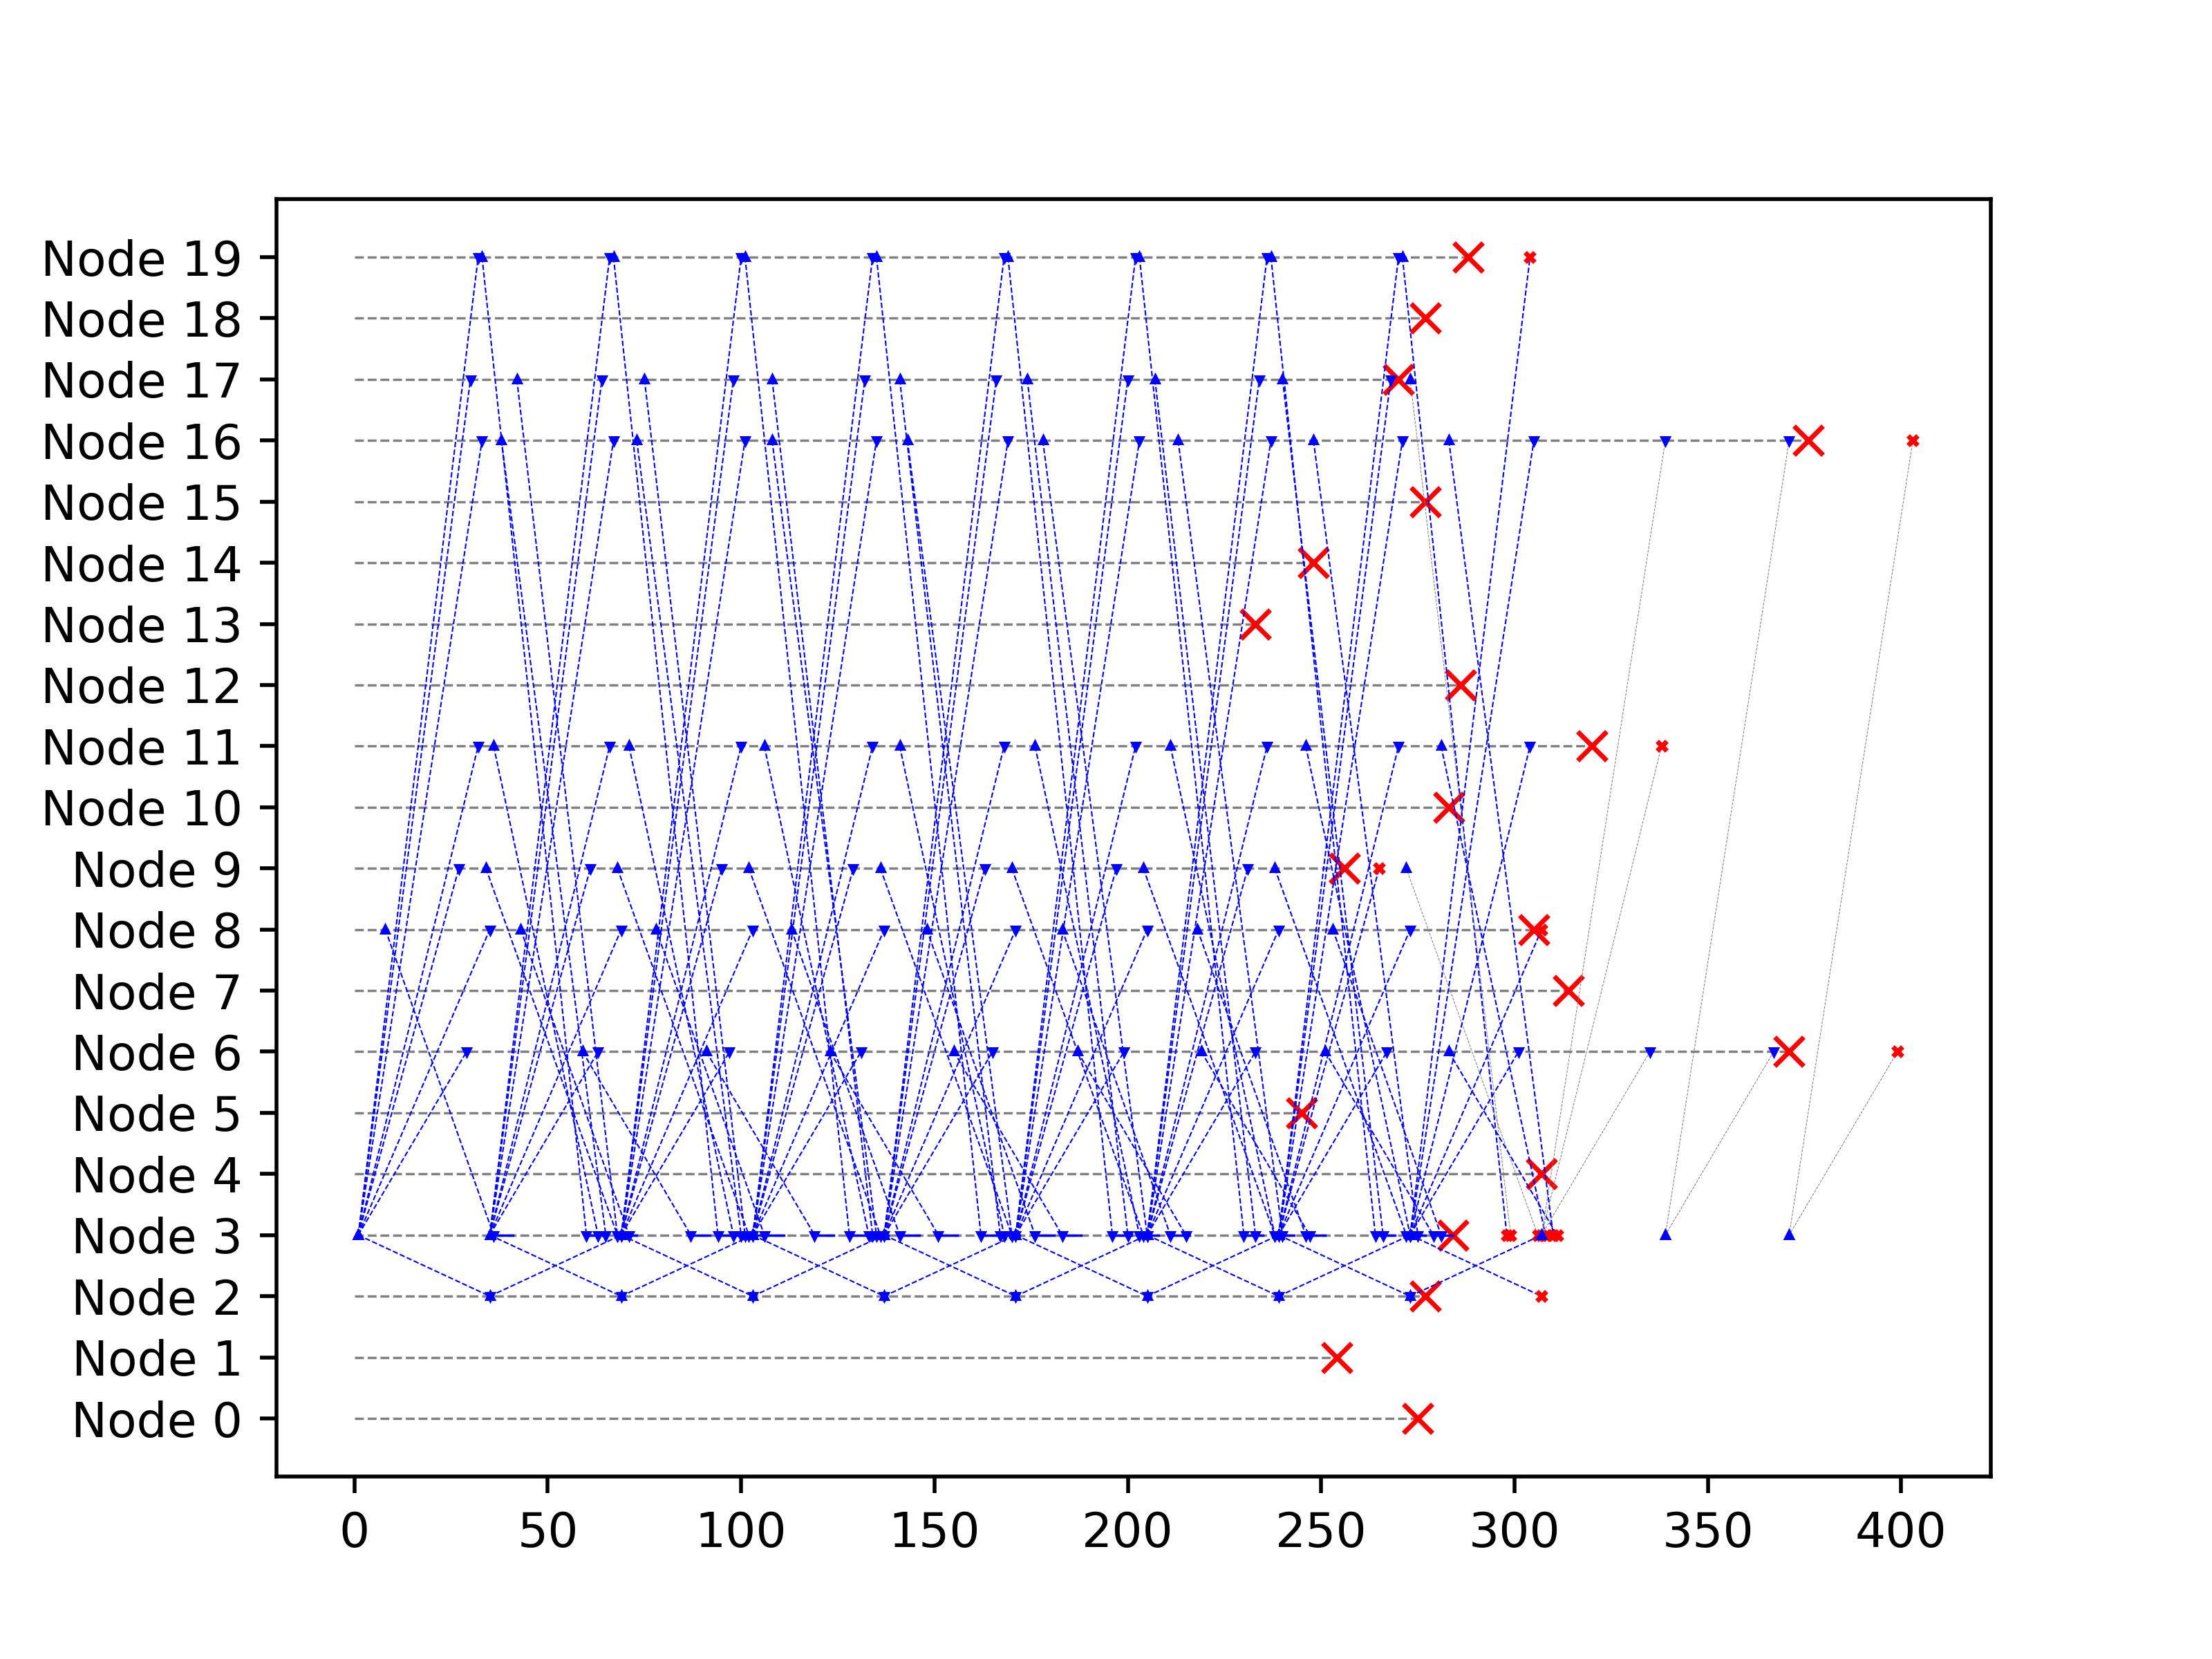 Node 19
Node 18
Node 17
Node 16
Node 15
Node 14
Node 13
Node 12
Node 11
Node 10
Node 9
Node 8
Node 7
Node 6
Node 5
Node 4
Node 3
Node 2
Node 1
Node 0
0 50 100 150 200 250 300 350 400